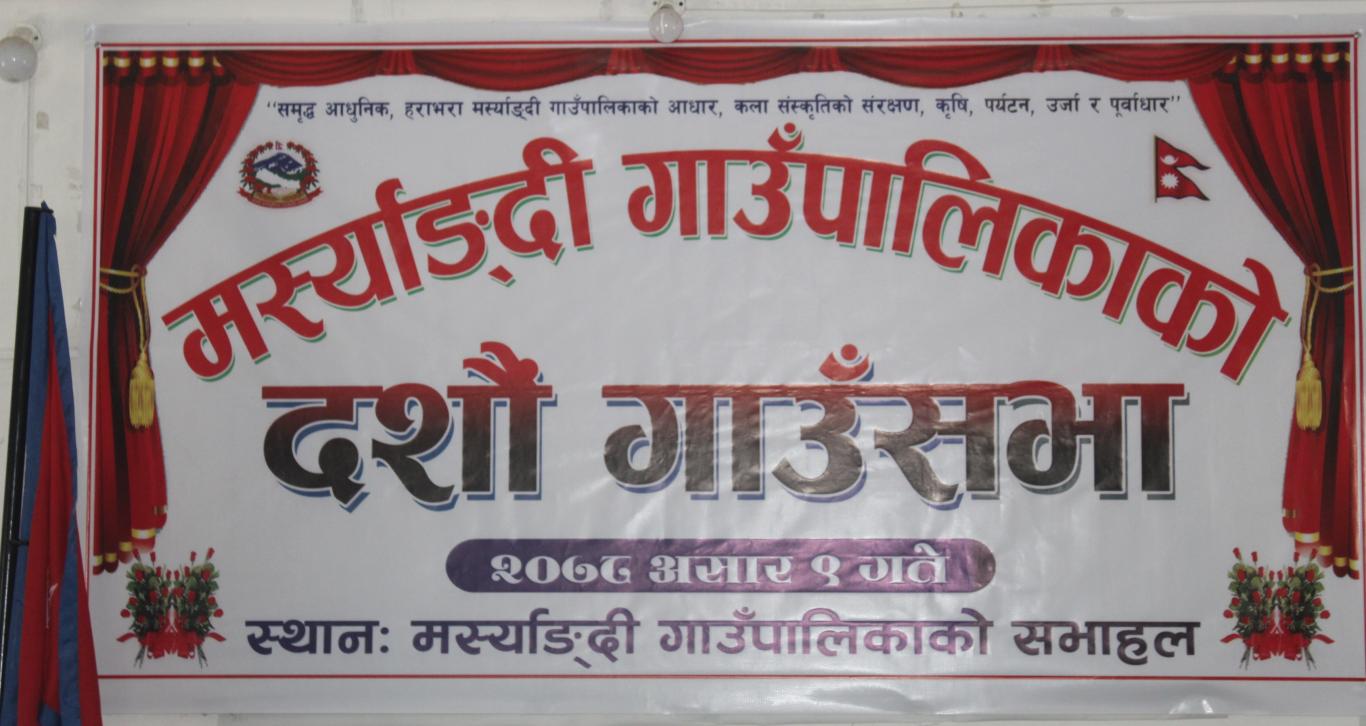 “समृद्ध आधुनिक, हराभरा मर्स्याङ्दी गाउँपालिकाको आधार, कला संस्कृतिको संरक्षण, कृषि, पर्यटन, उर्जा र पूर्वाधार”
मर्स्याङ्दी गाउँपालिकाको
दशौं गाउँसभा
२०७८ असार ९ गते
स्थानः मर्स्याङ्दी गाउँपालिकाको सभाहल